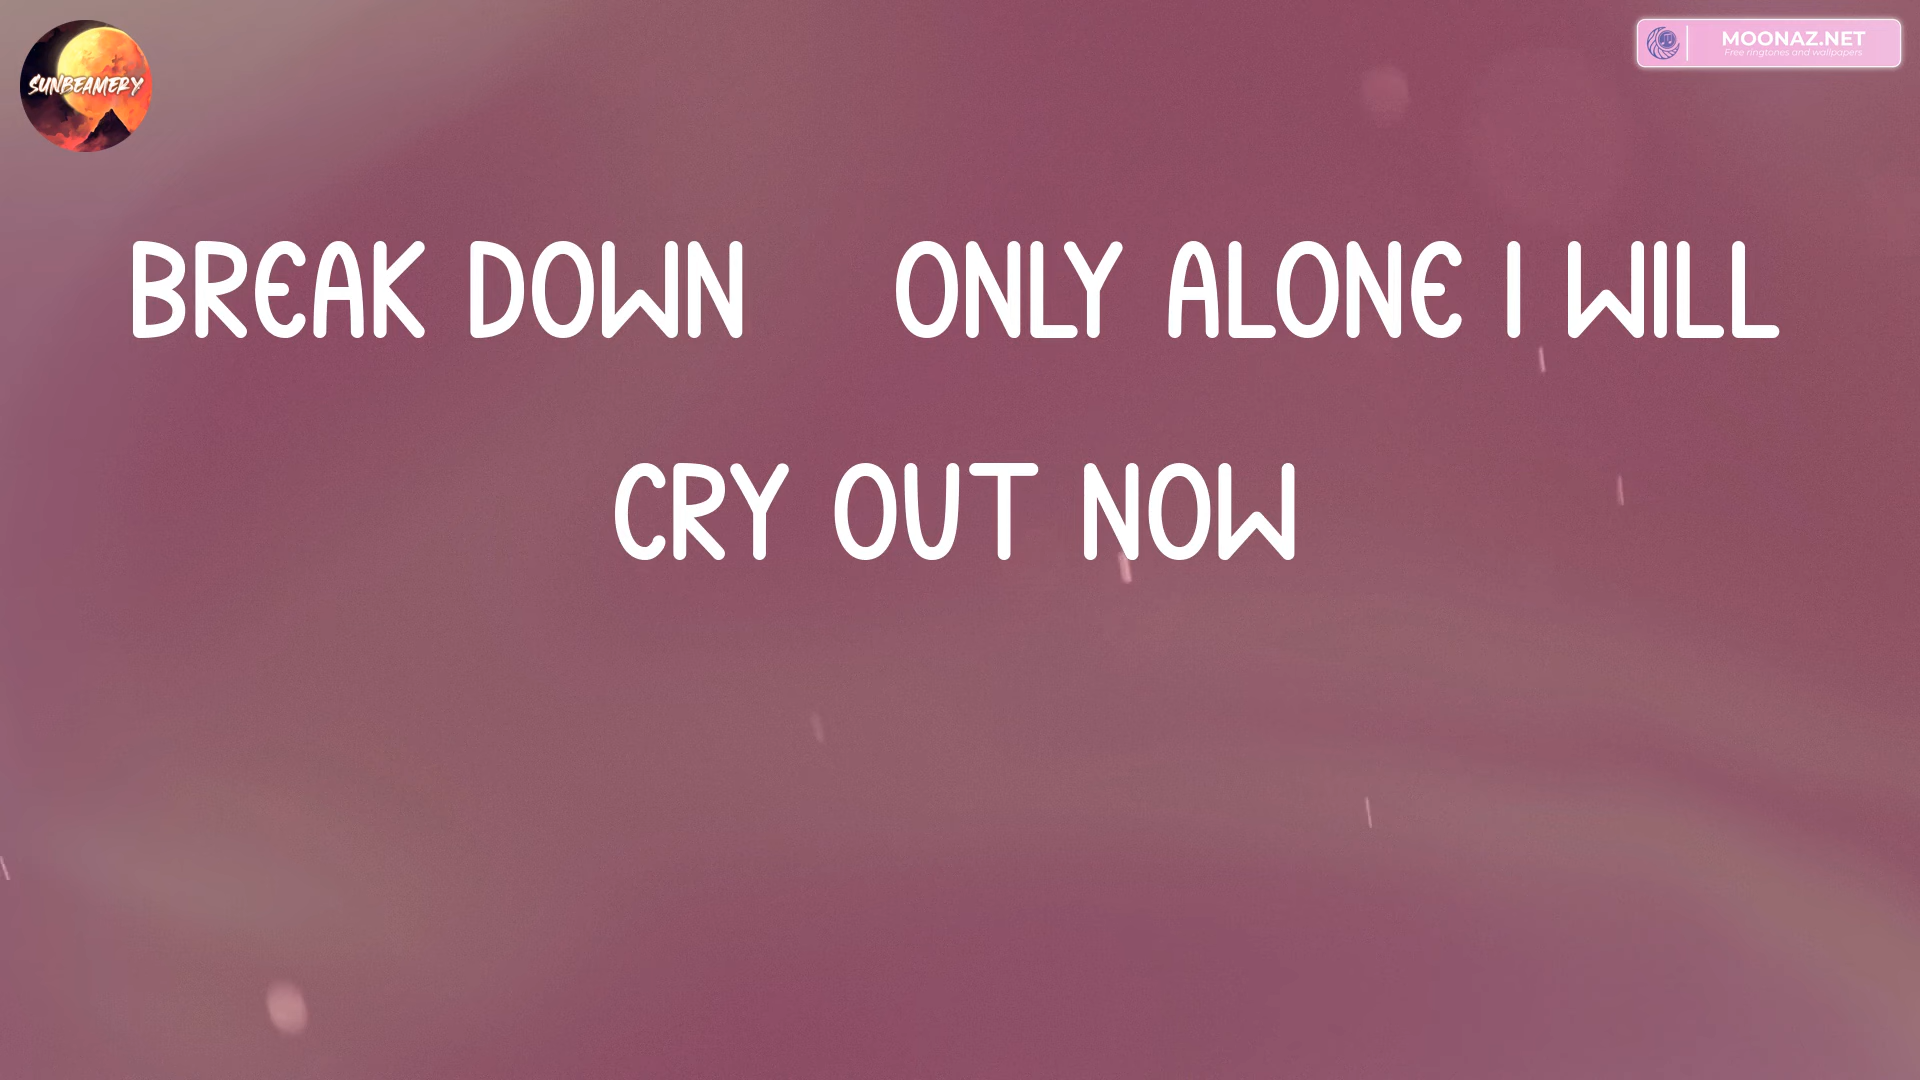 SUNBEAMERY
MOONAZ.NET
Free ringtones and wallpapers
BREAK DOWN ONLY ALONE I WILL
CRY OUT NOW